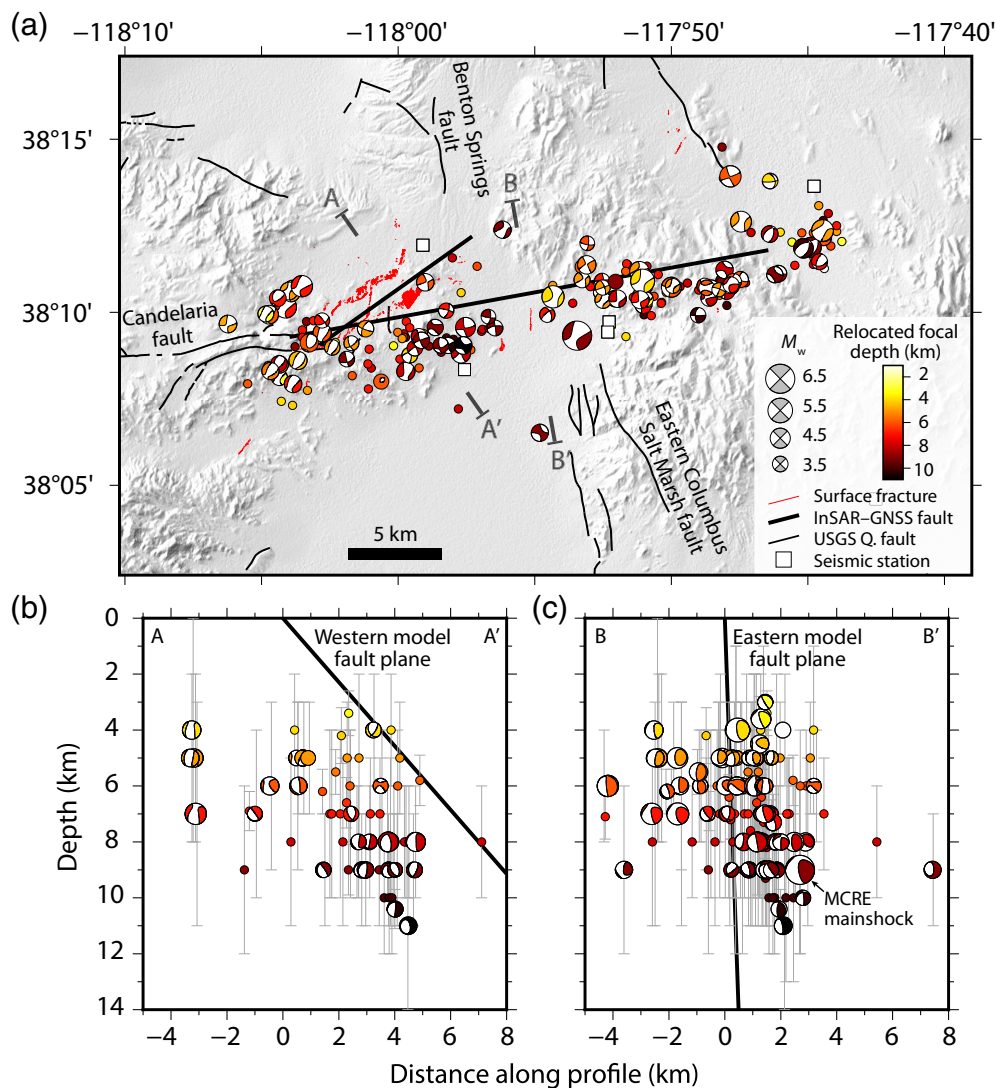 (a)
−118°10' −118°00' −117°50' −117°40'
38°15'
38°10'
38°05'
Benton Springs
fault
A
B
Candelaria
fault
A'
B'
Eastern Columbus
Salt Marsh fault
5 km
Mw
6.5
5.5
4.5
3.5
Relocated focal
depth (km)
2
4
6
8
10
Surface fracture
InSAR–GNSS fault
USGS Q. fault
Seismic station
(b)
A
A'
Western model
fault plane
0
2
4
6
8
10
12
14
Depth (km)
−4 −2 0 2 4 6 8
(c)
B
B'
Eastern model
fault plane
MCRE
mainshock
−4 −2 0 2 4 6 8
Distance along profile (km)